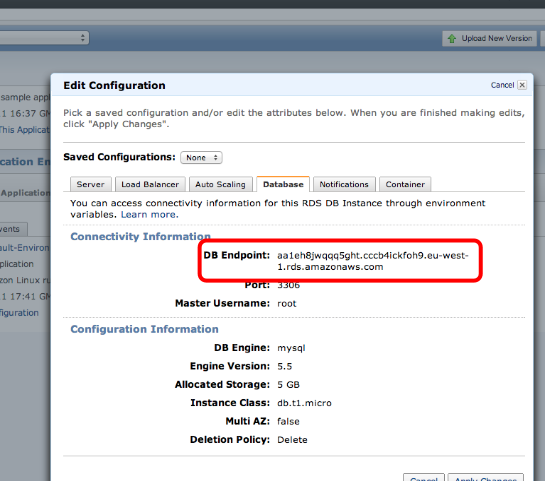 Upload New Version
Edit Configuration
Cancel
sample appl
Pick a saved configuration and/or edit the attributes below. When you are finished making edits,
1 16:37 GM
click "Apply Changes".
This Applicat
Saved Configurations: None
cation En
Server Load Balancer Auto Scaling Database Notifications Container
Application
You can access connectivity information for this RDS DB Instance through environment
variables. Learn more.
vents
Connectivity Information
ault-Environ
DB Endpoint: aa1eh8jwqqq5ght.cccb4ickfoh9.eu-west-
pplication
1.rds.amazonaws.com
azon Linux ru
Port: 3306
1 17:41 GM
Master Username: root
iguration
Configuration Information
DB Engine: mysql
Engine Version: 5.5
Allocated Storage: 5 GB
Instance Class: db.t1.micro
Multi AZ: false
Deletion Policy: Delete
Cancel Apply Changes